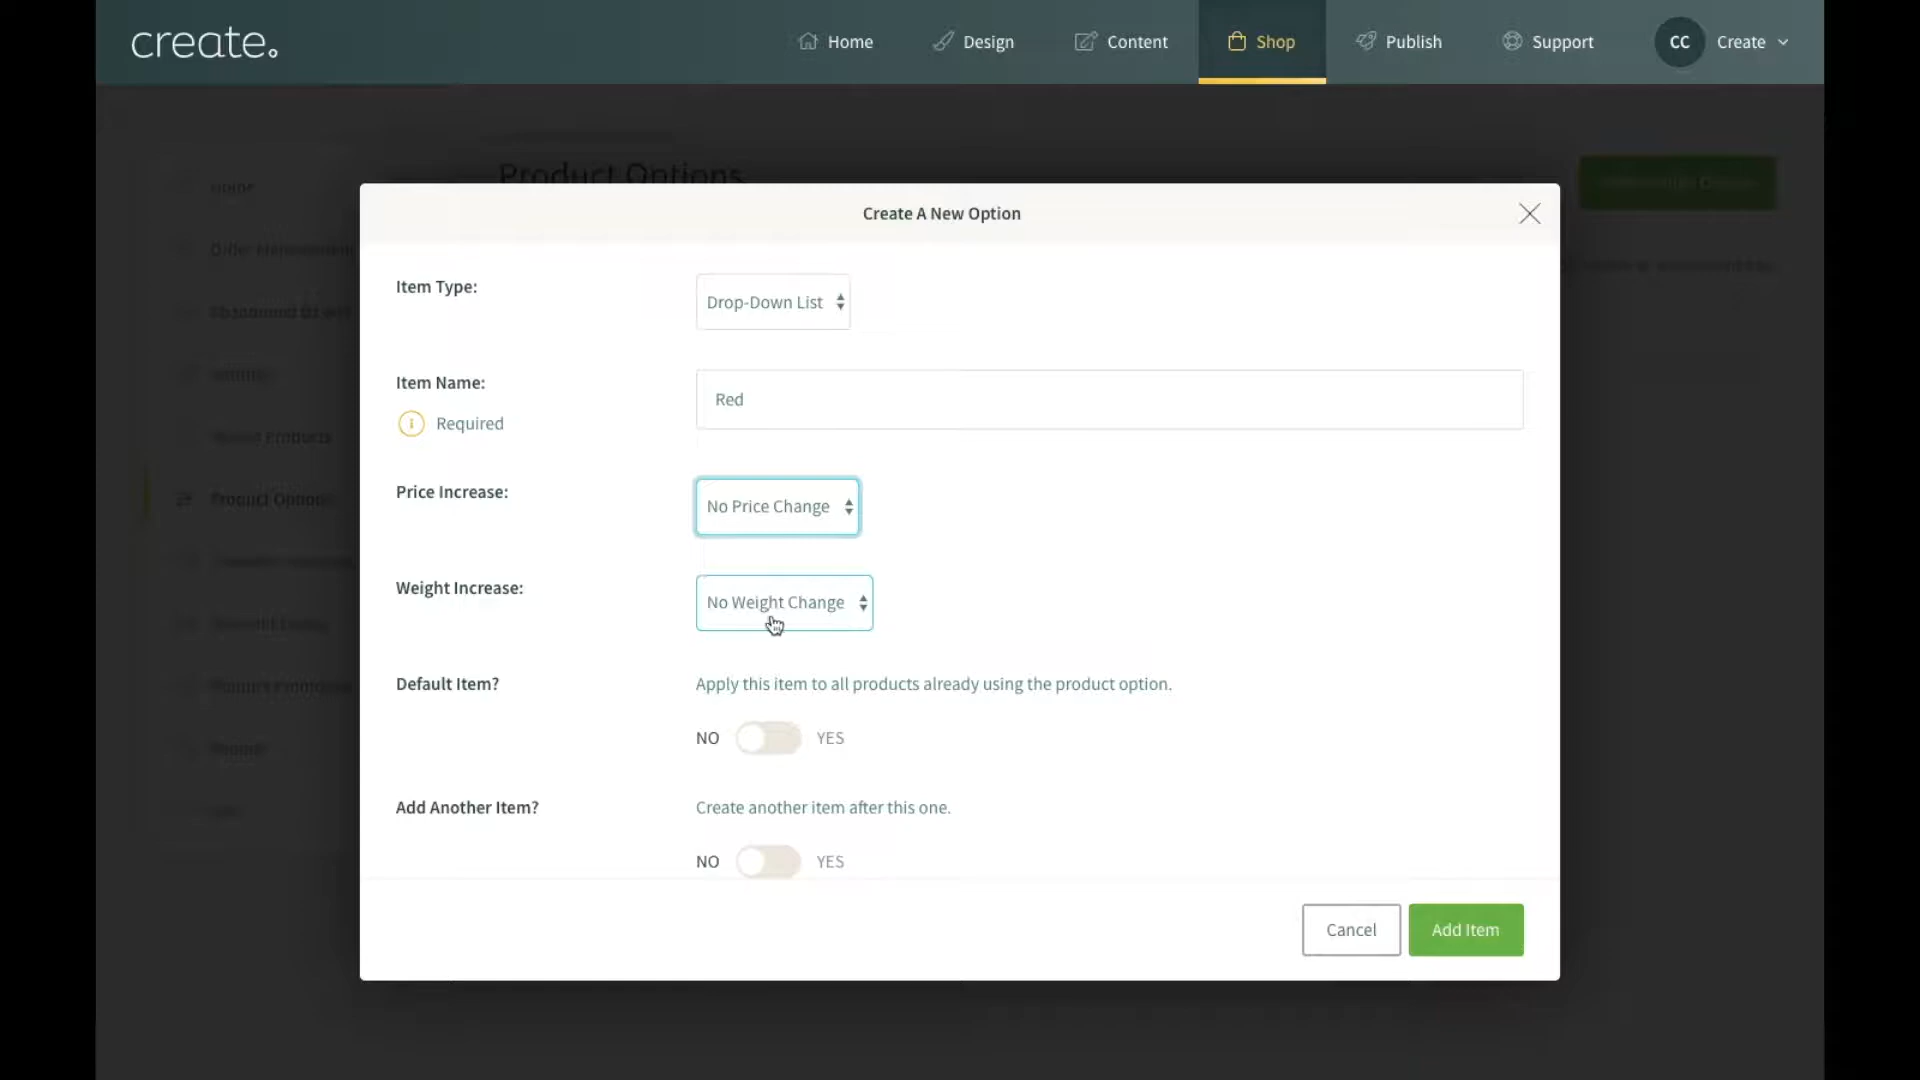 create.
Home
Design
Content
Shop
Publish
Support
CC
Create
Product Options
Home
Product Options
Create A New Option
Item Type:
Drop-Down List
Item Name:
Required
Red
Price Increase:
No Price Change
Weight Increase:
No Weight Change
Default Item?
Apply this item to all products already using the product option.
NO
YES
Add Another Item?
Create another item after this one.
NO
YES
Cancel
Add Item